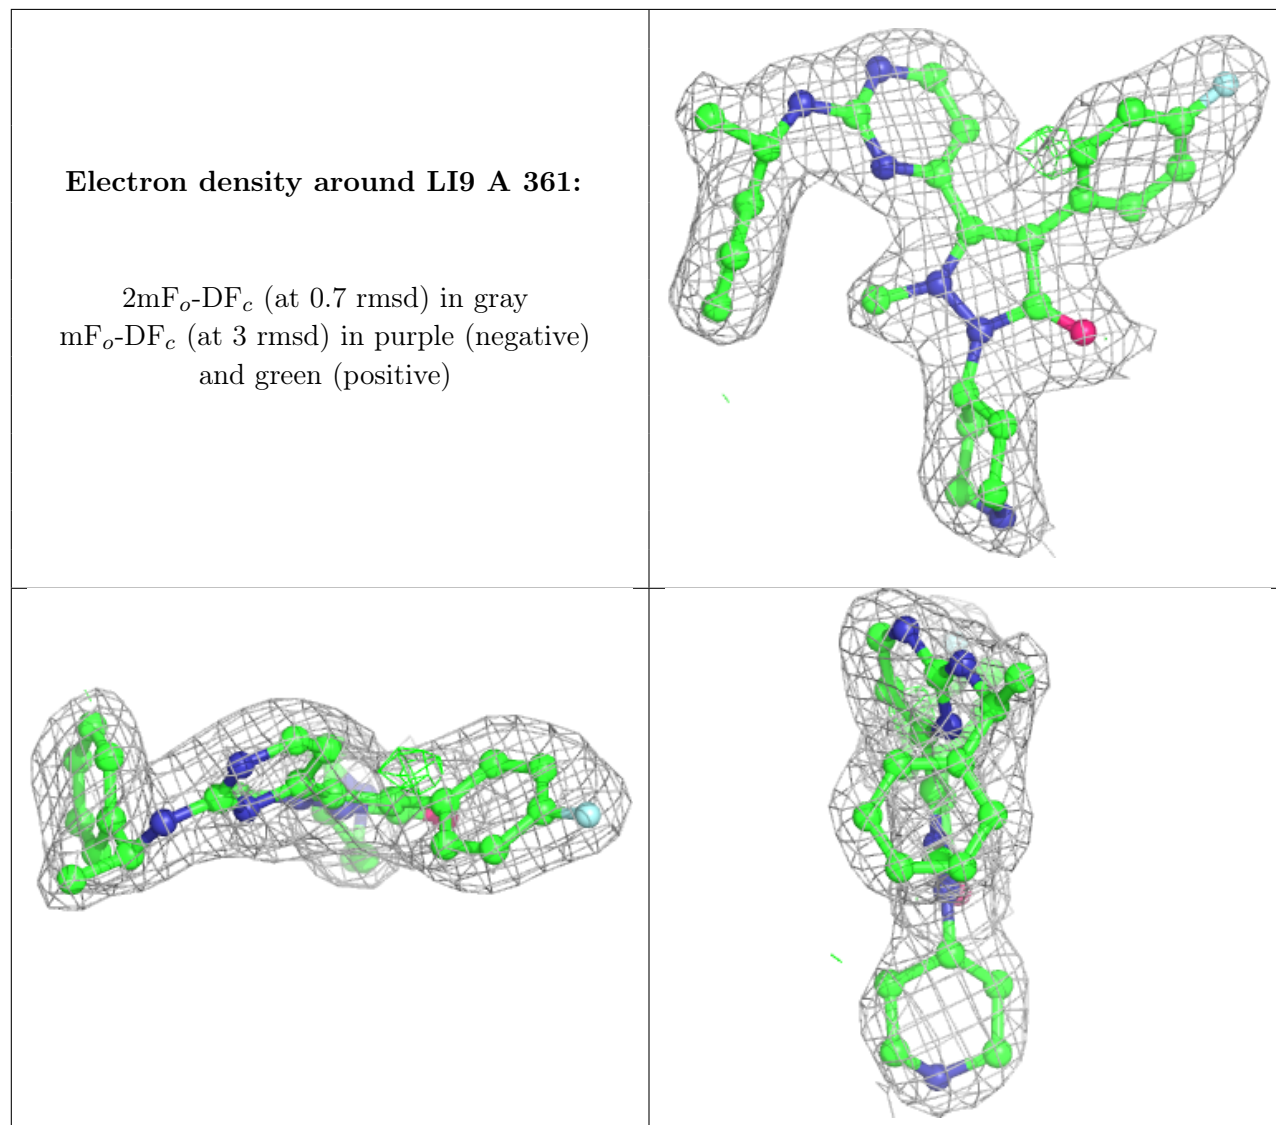 Electron density around LI9 A 361:
2mFₒ-DF𝒸 (at 0.7 rmsd) in gray
mFₒ-DF𝒸 (at 3 rmsd) in purple (negative)
and green (positive)